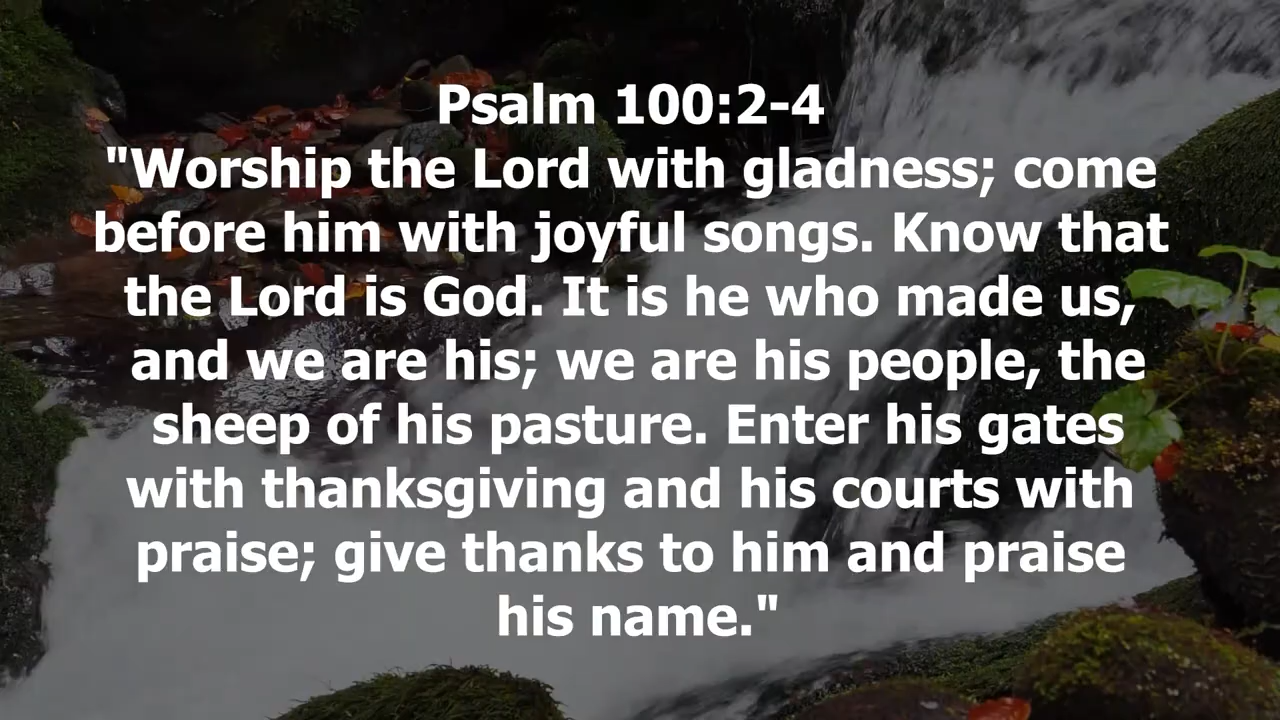 Psalm 100:2-4
"Worship the Lord with gladness; come
before him with joyful songs. Know that
the Lord is God. It is he who made us,
and we are his; we are his people, the
sheep of his pasture. Enter his gates
with thanksgiving and his courts with
praise; give thanks to him and praise
his name."